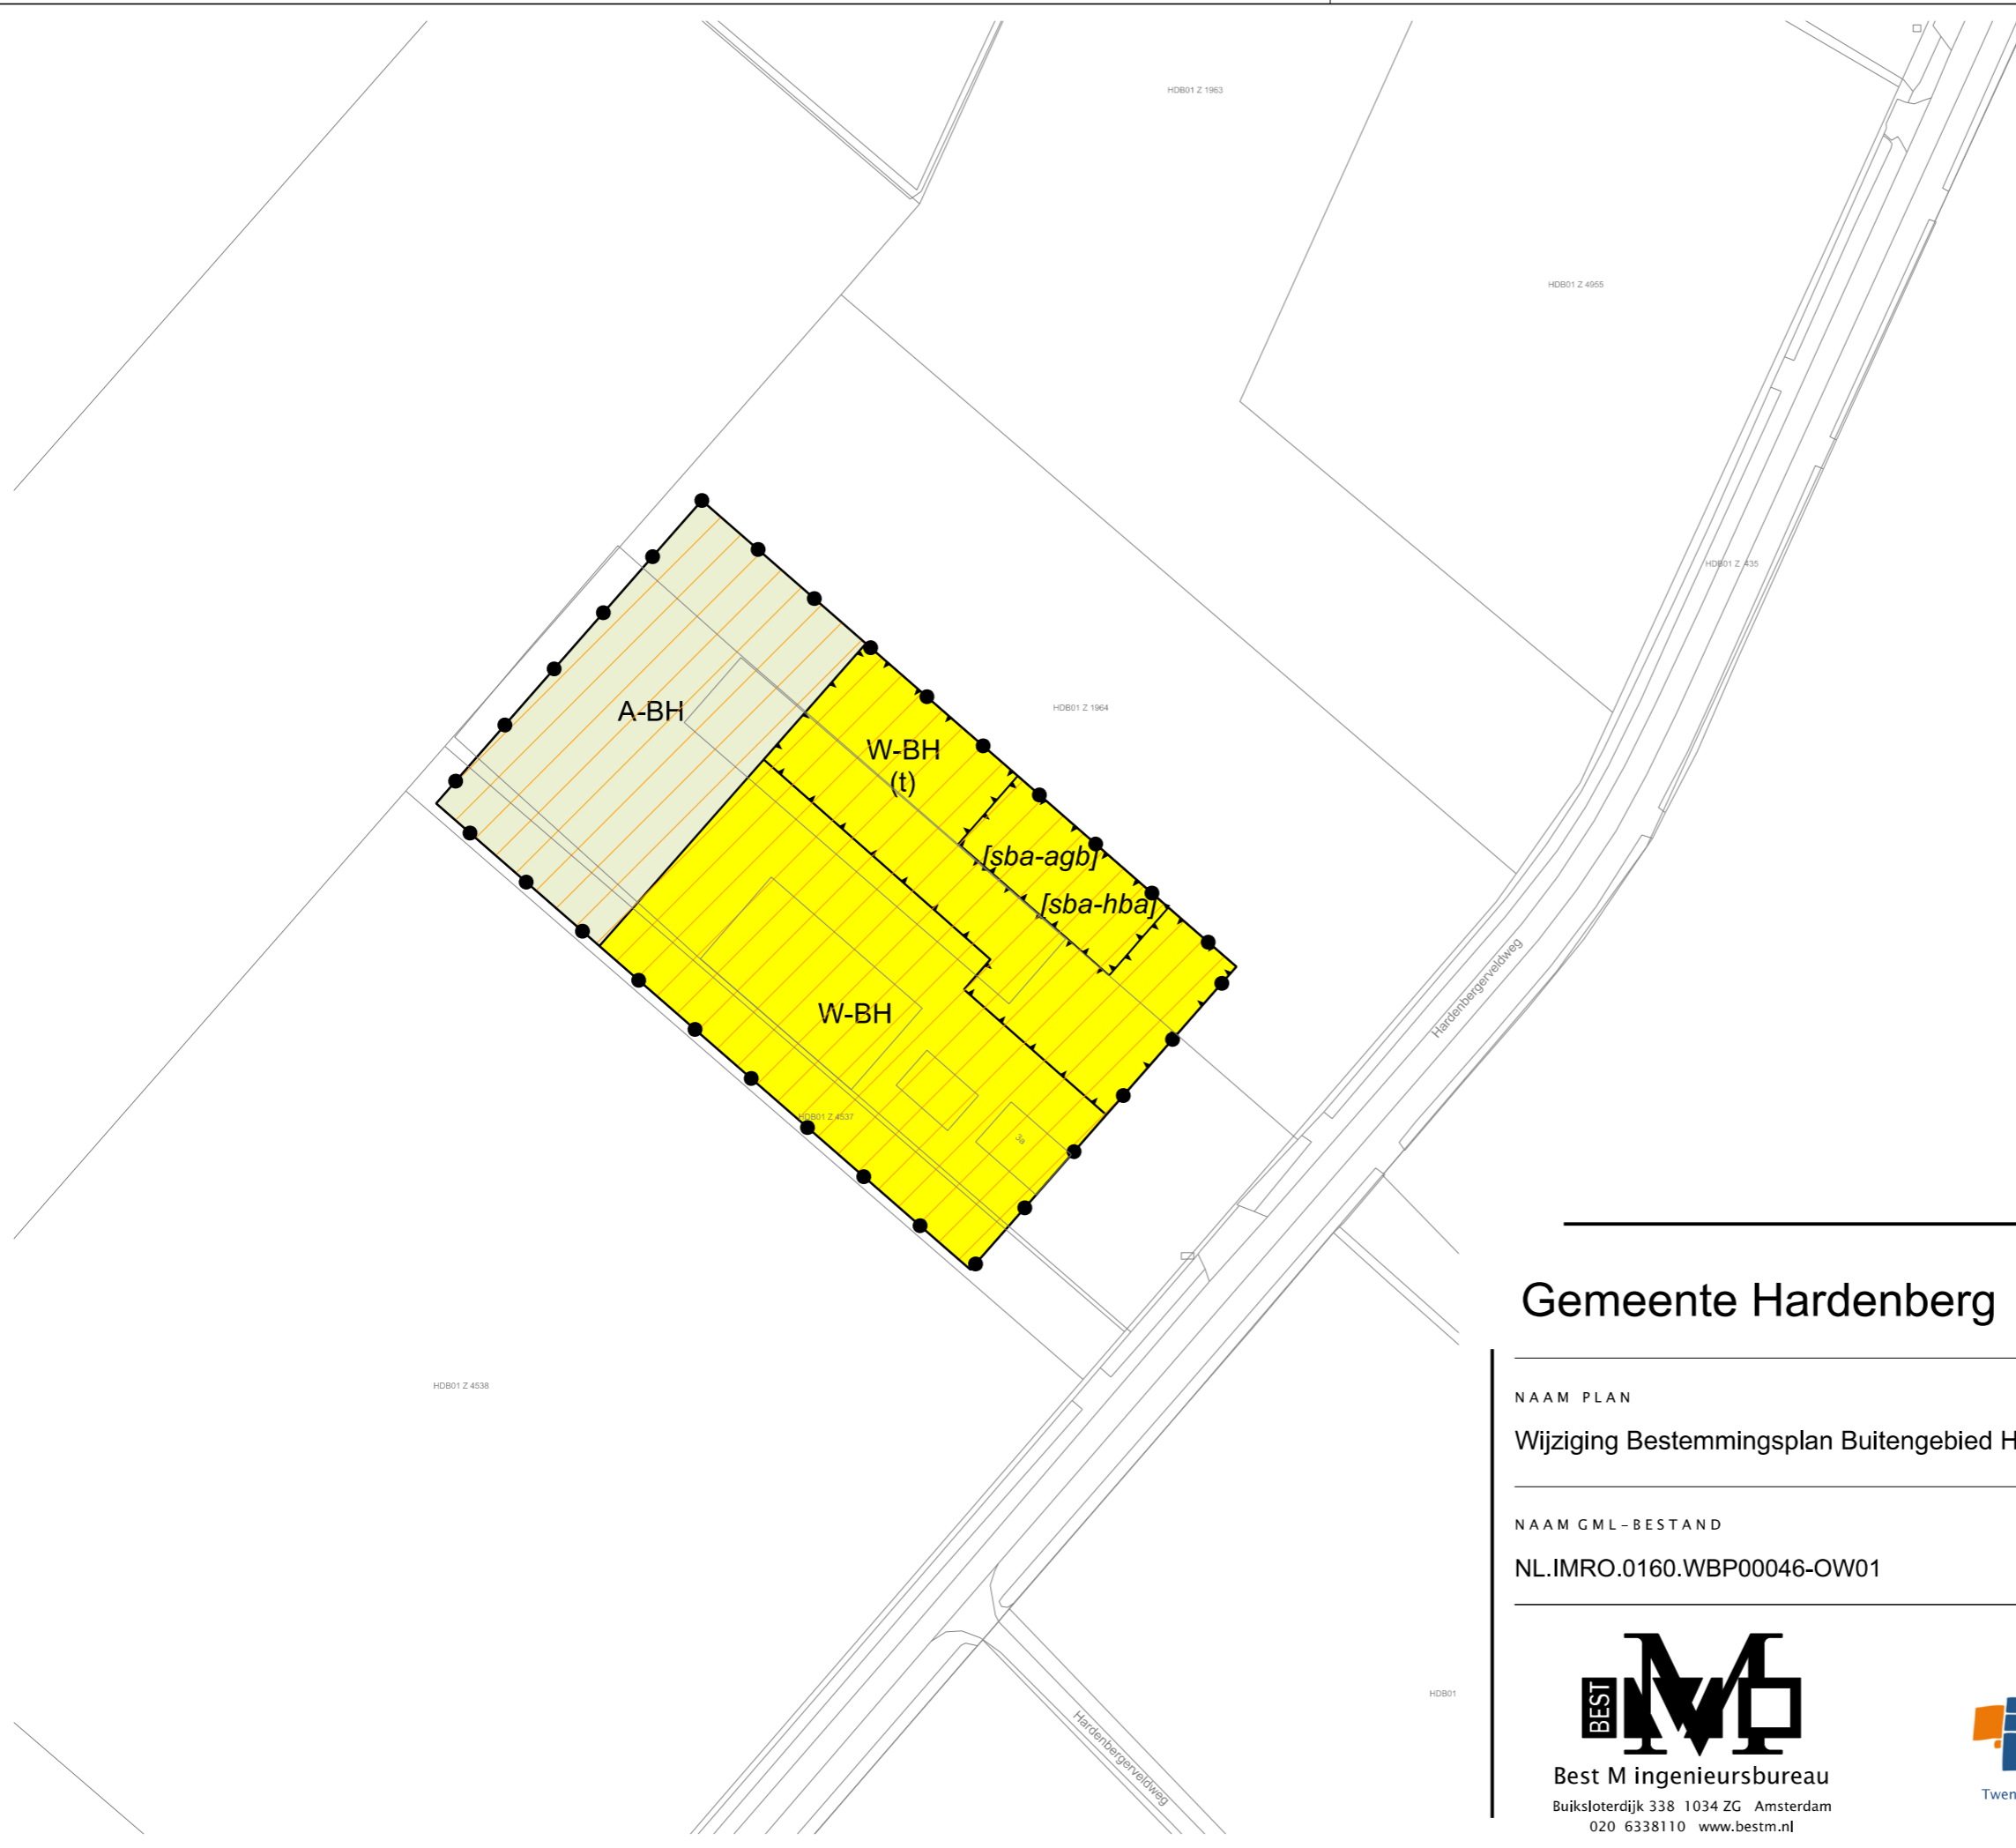 HDB01 Z 1963
HDB01 Z 4955
HDB01 Z 435
HDB01 Z 1964
A-BH
W-BH
(t)
[sba-agb]
[sba-hba]
Hardenbergerveldweg
W-BH
HDB01 Z 4537
3a
HDB01 Z 4538
HDB01
Hardenbergerveldweg
Gemeente Hardenberg
NAAM PLAN
Wijziging Bestemmingsplan Buitengebied H
NAAM GML-BESTAND
NL.IMRO.0160.WBP00046-OW01
BEST
M
Best M ingenieursbureau
Buiksloterdijk 338 1034 ZG Amsterdam
020 6338110 www.bestm.nl
Twen